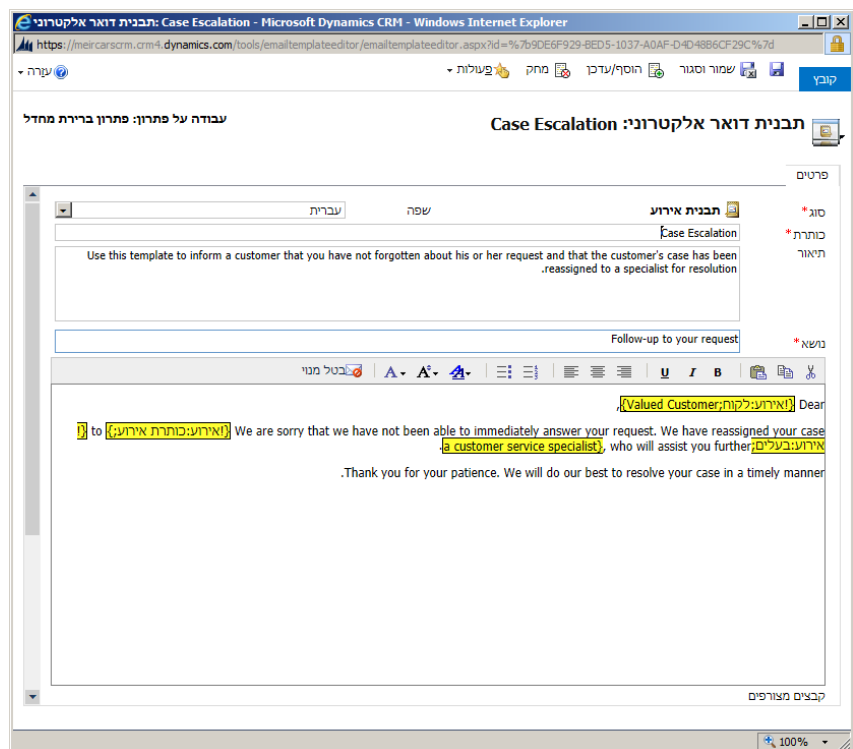 תבנית דואר אלקטרוני: Case Escalation - Microsoft Dynamics CRM - Windows Internet Explorer
https://meircarscrm.crm4.dynamics.com/tools/emailtemplateeditor/emailtemplateeditor.aspx?id=%7b9DE6F929-BED5-1037-A0AF-D4D48B6CF29C%7d
קובץ שמור וסגור הוסף/עדכן מחק פעולות עזרה
תבנית דואר אלקטרוני: Case Escalation
עבודה על פתרון: פתרון ברירת מחדל
פרטים
סוג* תבנית אירוע שפה עברית
כותרת* Case Escalation
תיאור Use this template to inform a customer that you have not forgotten about his or her request and that the customer's case has been
reassigned to a specialist for resolution.
נושא* Follow-up to your request
B I U A A A בטל מנוי
Dear {!אירוע:לקוח;Valued Customer},
We are sorry that we have not been able to immediately answer your request. We have reassigned your case {!אירוע:כותרת אירוע;} to {!
אירוע:בעלים;a customer service specialist}, who will assist you further.
Thank you for your patience. We will do our best to resolve your case in a timely manner.
קבצים מצורפים
100%